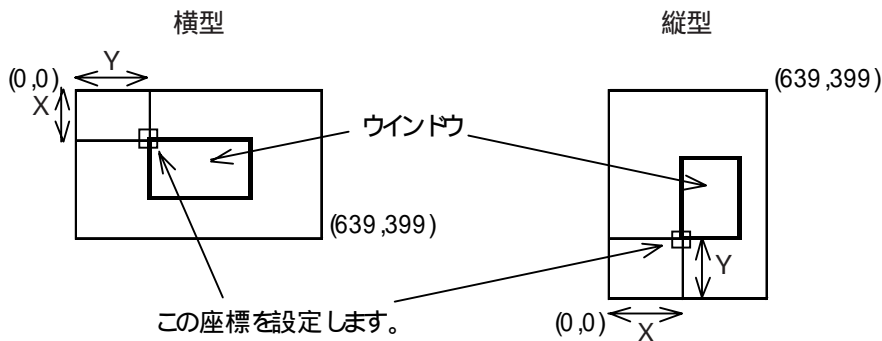 横型
縦型
Y
(0,0)
(639,399)
X
ウインドウ
(639,399)
Y
この座標を設定します。
(0,0)
X